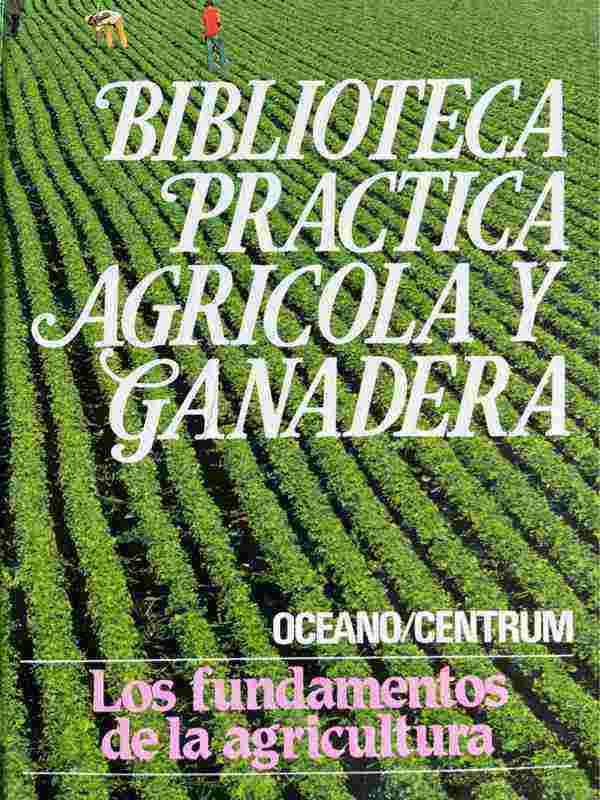 BIBLIOTECA
PRACTICA
AGRICOLA Y
GANADERA
OCEANO/CENTRUM
Los fundamentos
de la agricultura